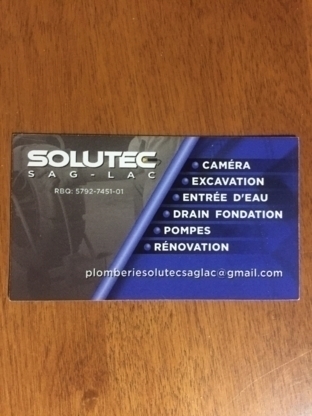 SOLUTEC
SAG-LAC
RBQ: 5792-7451-01
CAMÉRA
EXCAVATION
ENTRÉE D'EAU
DRAIN FONDATION
POMPES
RÉNOVATION
plomberiesolutecsaglac@gmail.com